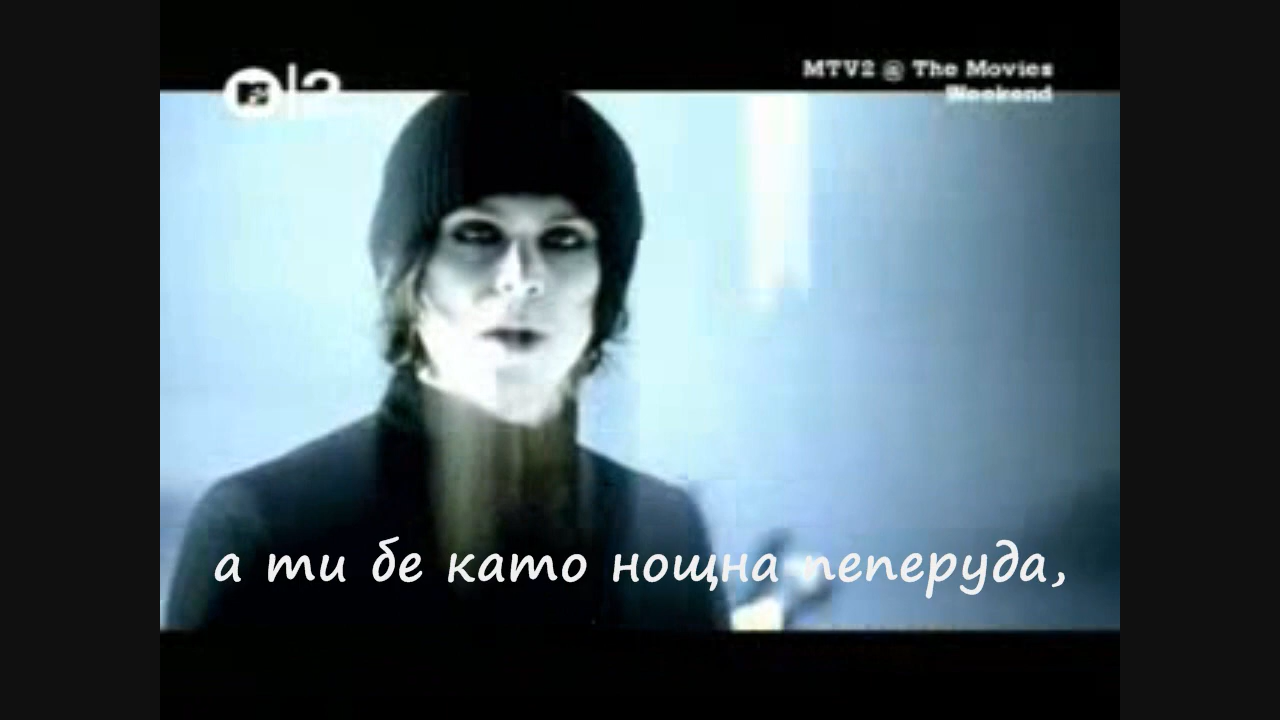 MTV2 @ The Movies
Weekend
а ти бе като нощна пеперуда,